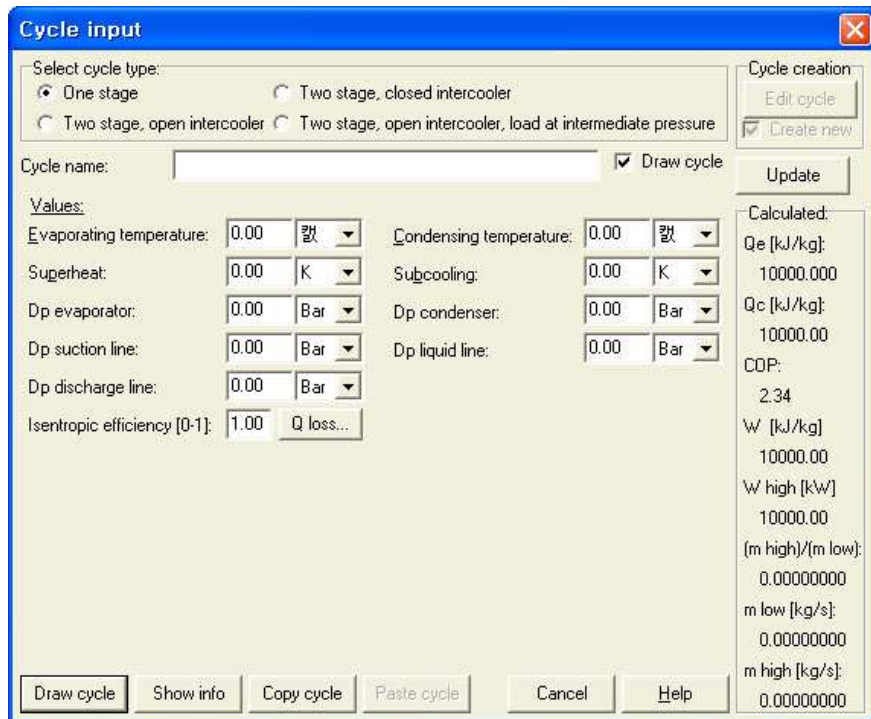 Cycle input
Select cycle type:
One stage
Two stage, closed intercooler
Two stage, open intercooler
Two stage, open intercooler, load at intermediate pressure
Cycle creation
Edit cycle
Create new
Cycle name:
Draw cycle
Update
Values:
Evaporating temperature: 0.00 캜
Condensing temperature: 0.00 캜
Superheat: 0.00 K
Subcooling: 0.00 K
Dp evaporator: 0.00 Bar
Dp condenser: 0.00 Bar
Dp suction line: 0.00 Bar
Dp liquid line: 0.00 Bar
Dp discharge line: 0.00 Bar
Isentropic efficiency [0-1]: 1.00 Q loss...
Calculated:
Qe [kJ/kg]:
10000.000
Qc [kJ/kg]:
10000.00
COP:
2.34
W [kJ/kg]
10000.00
W high [kW]
10000.00
(m high)/(m low):
0.00000000
m low [kg/s]:
0.00000000
m high [kg/s]:
0.00000000
Draw cycle
Show info
Copy cycle
Paste cycle
Cancel
Help